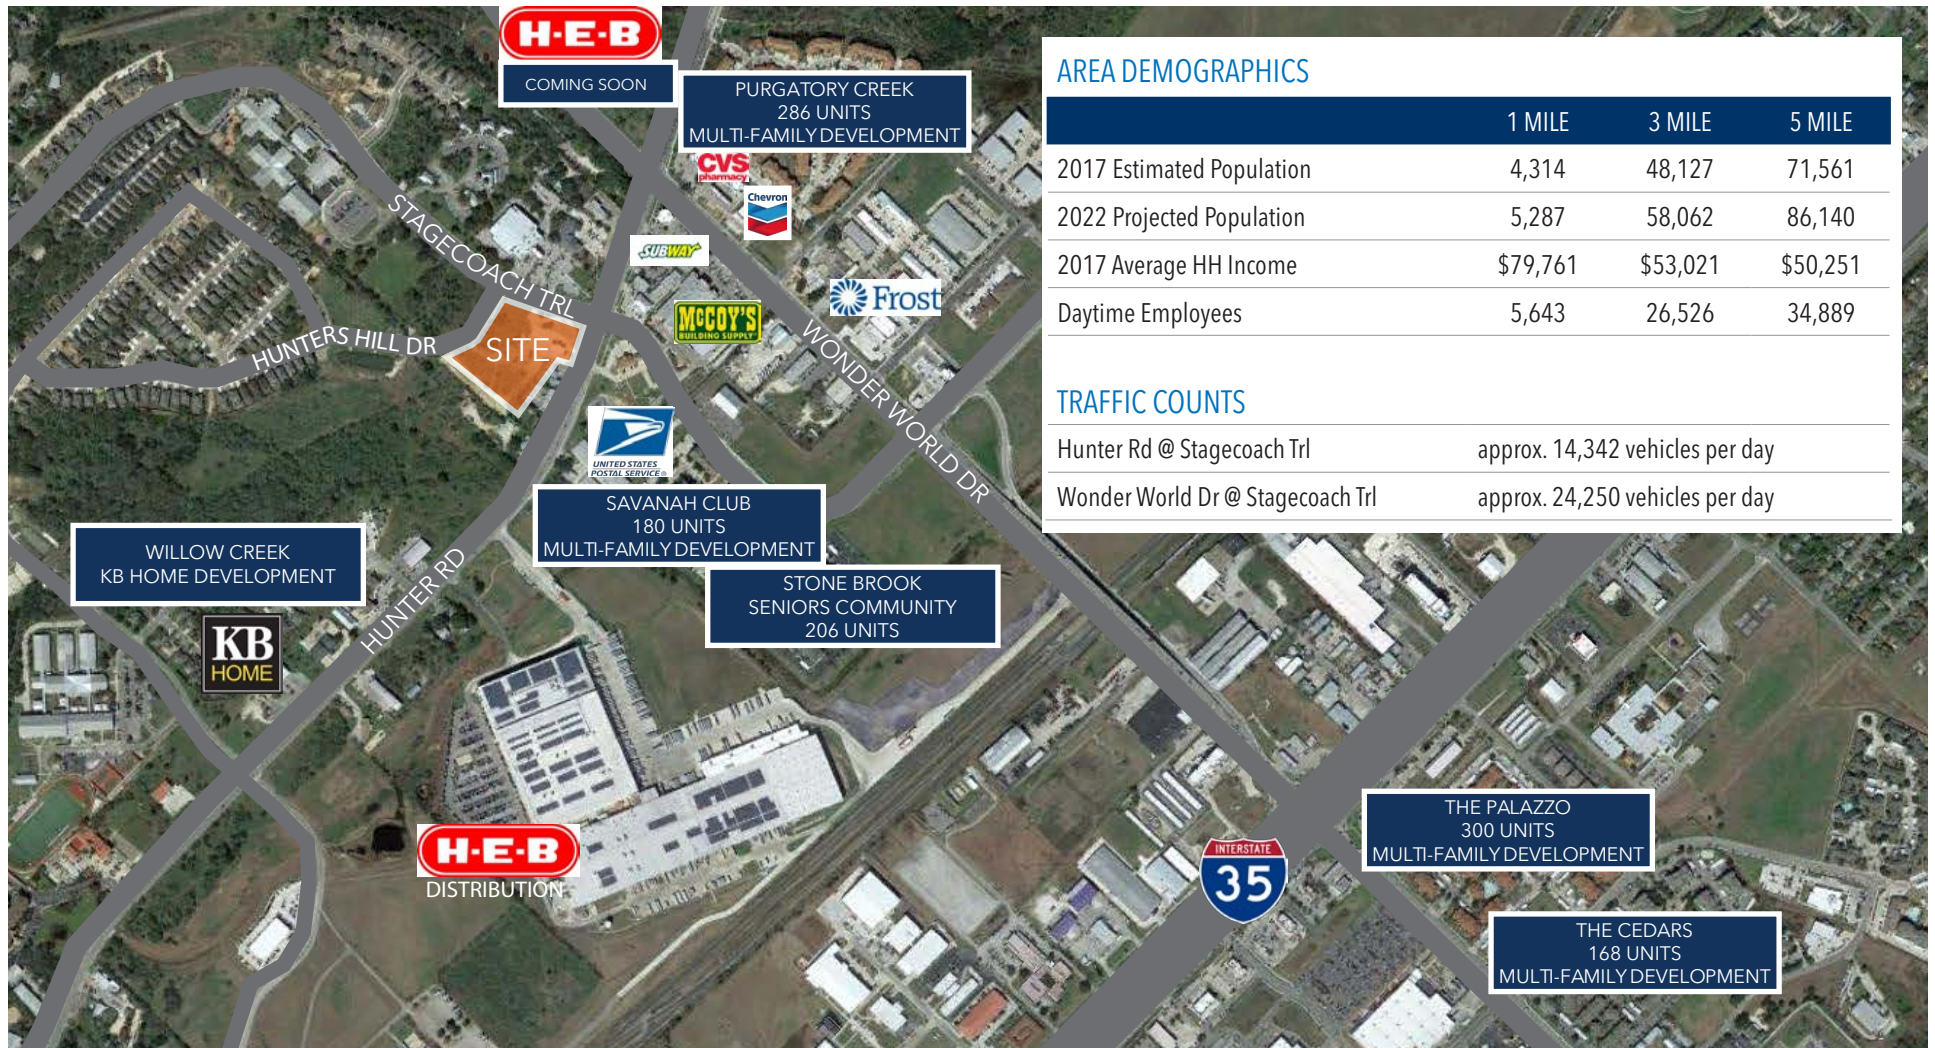 H-E-B
COMING SOON
PURGATORY CREEK
286 UNITS
MULTI-FAMILY DEVELOPMENT
CVS
pharmacy
Chevron
SUBWAY
Frost
McCOY'S
BUILDING SUPPLY
STAGECOACH TRL
HUNTERS HILL DR
SITE
WONDER WORLD DR
UNITED STATES
POSTAL SERVICE®
SAVANAH CLUB
180 UNITS
MULTI-FAMILY DEVELOPMENT
STONE BROOK
SENIORS COMMUNITY
206 UNITS
WILLOW CREEK
KB HOME DEVELOPMENT
KB
HOME
HUNTER RD
H-E-B
DISTRIBUTION
INTERSTATE
35
THE PALAZZO
300 UNITS
MULTI-FAMILY DEVELOPMENT
THE CEDARS
168 UNITS
MULTI-FAMILY DEVELOPMENT
AREA DEMOGRAPHICS
1 MILE 3 MILE 5 MILE
2017 Estimated Population 4,314 48,127 71,561
2022 Projected Population 5,287 58,062 86,140
2017 Average HH Income $79,761 $53,021 $50,251
Daytime Employees 5,643 26,526 34,889
TRAFFIC COUNTS
Hunter Rd @ Stagecoach Trl approx. 14,342 vehicles per day
Wonder World Dr @ Stagecoach Trl approx. 24,250 vehicles per day